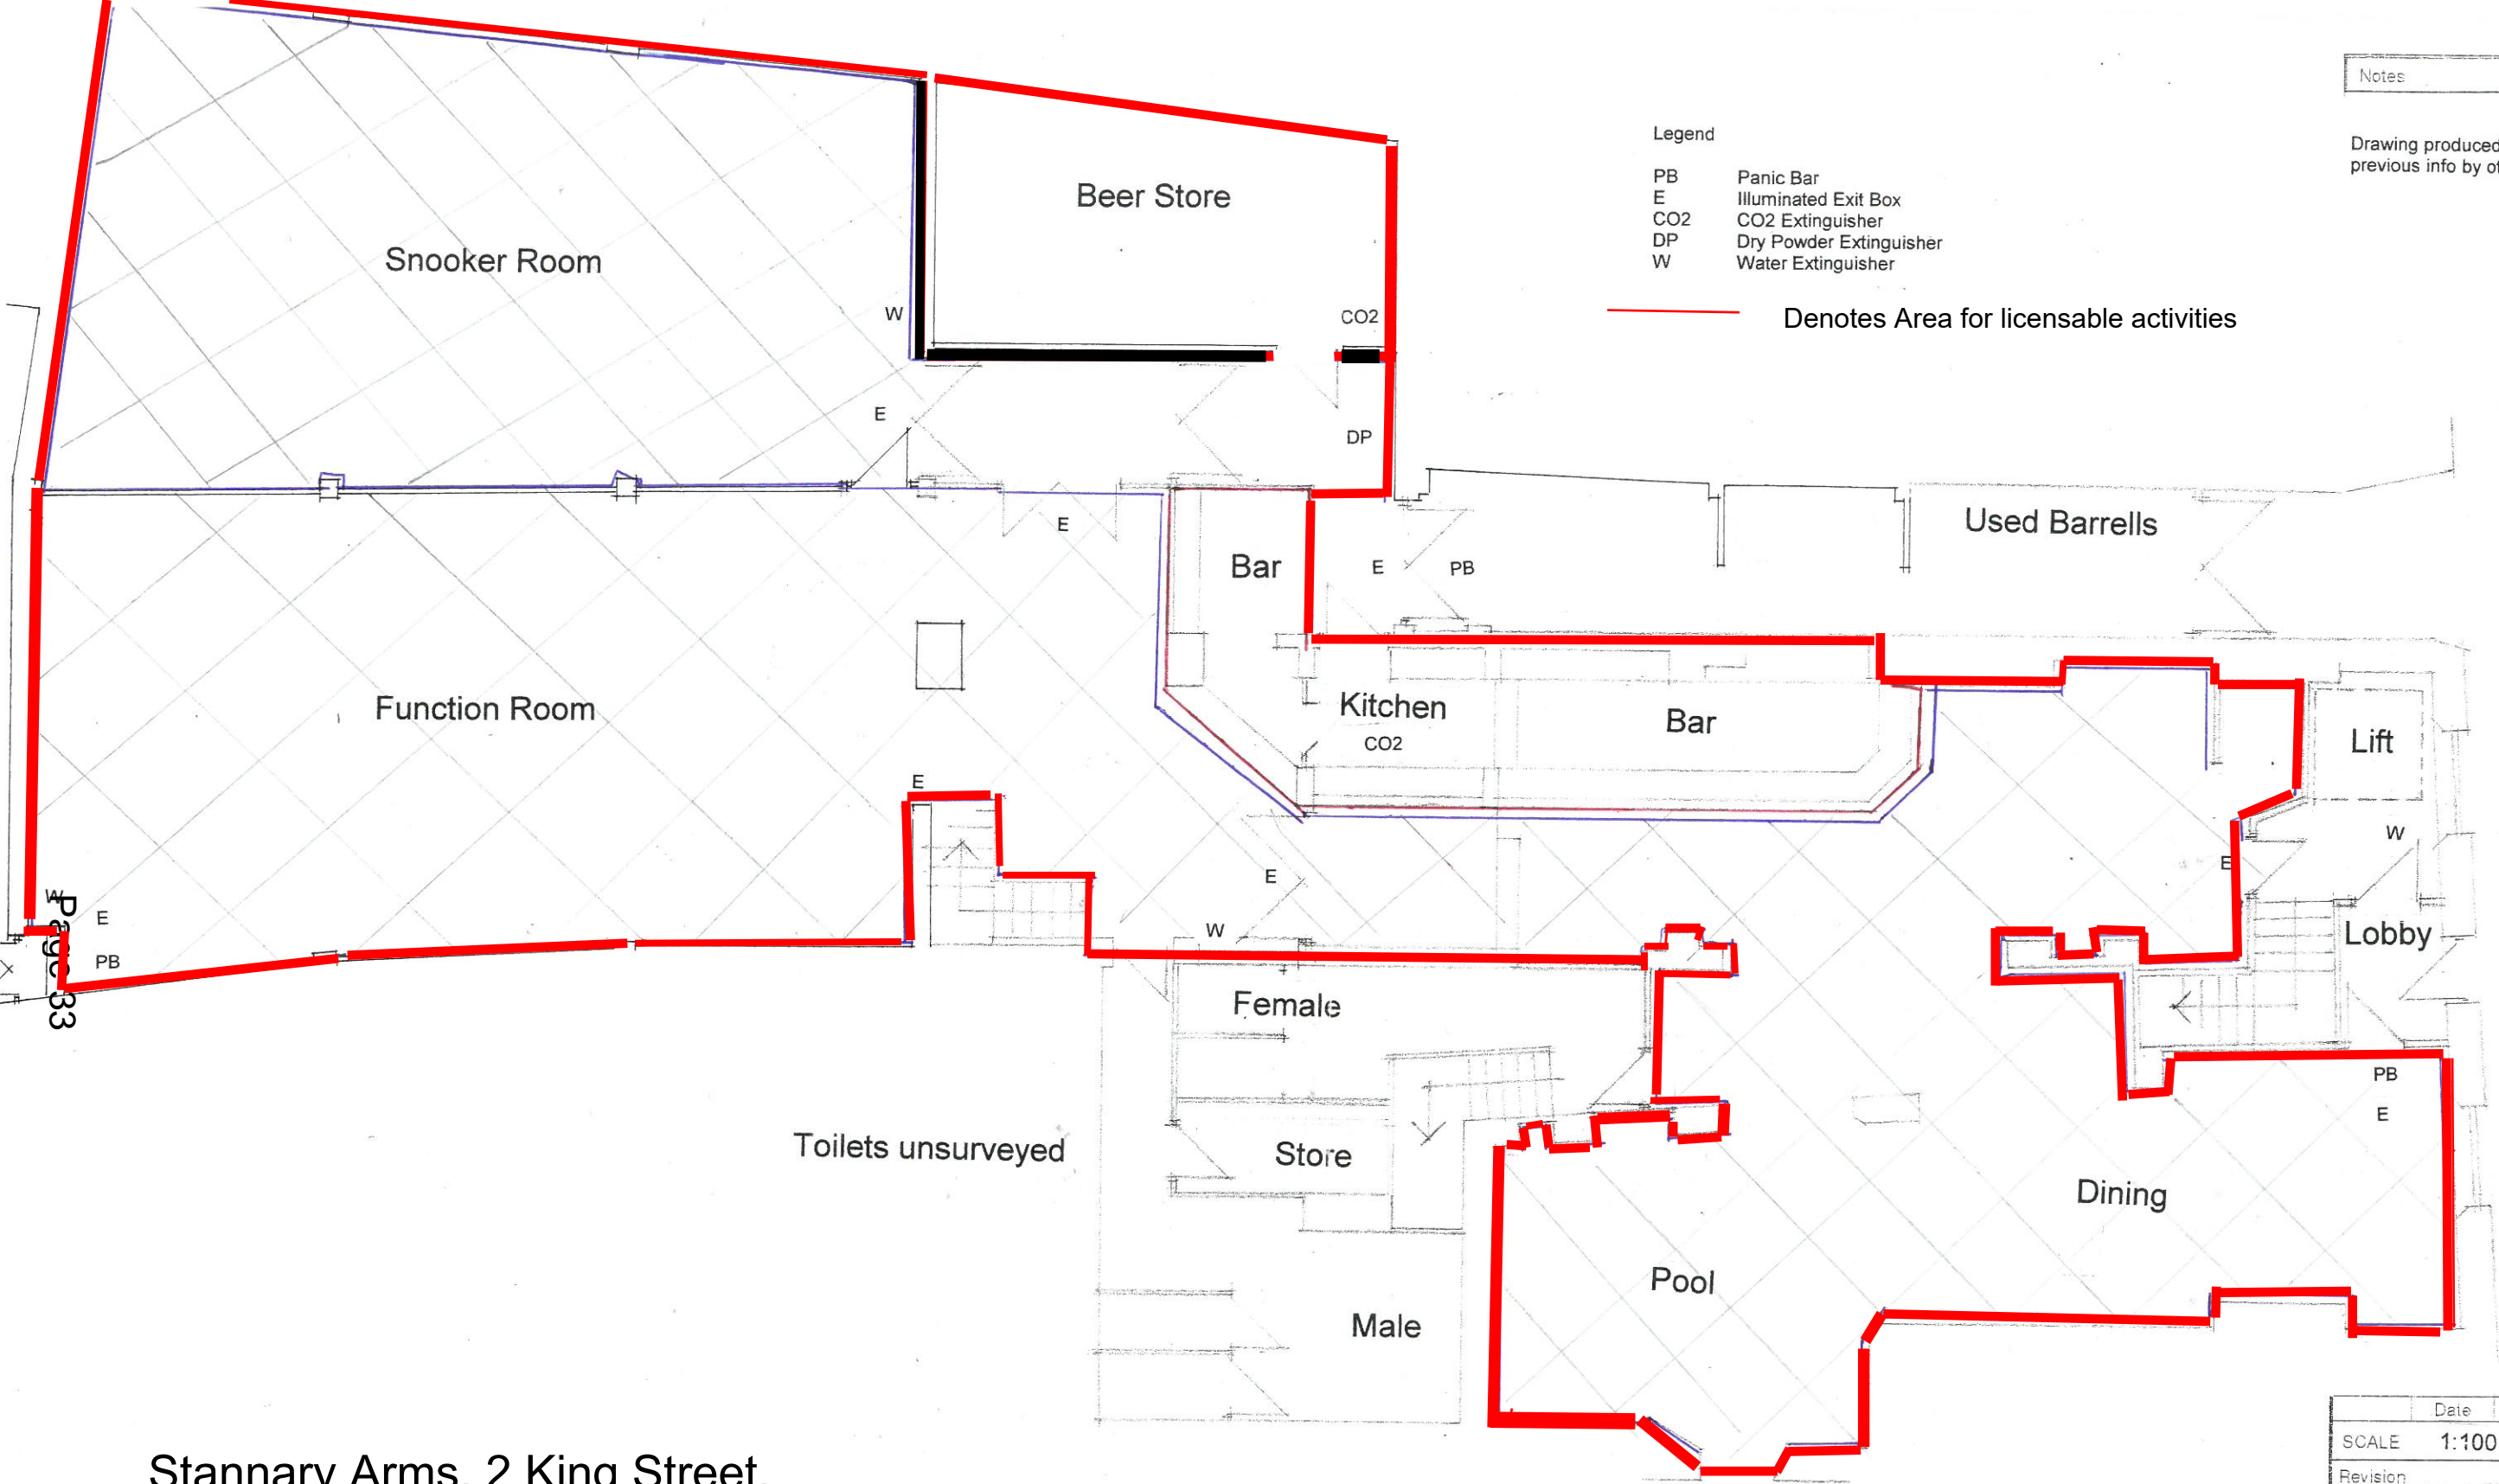 Notes
Legend
Drawing produced
previous info by
PB Panic Bar
E Illuminated Exit Box
CO2 CO2 Extinguisher
DP Dry Powder Extinguisher
W Water Extinguisher
Denotes Area for licensable activities
Beer Store
Snooker Room
W
CO2
E
DP
Used Barrells
E
Bar
E
PB
Function Room
Kitchen
Bar
CO2
Lift
E
W
E
E
W
E
W
Lobby
PB
Page 33
Female
PB
E
Toilets unsurveyed
Store
Dining
Pool
Male
Date
SCALE 1:100
Revision
Stannary Arms, 2 King Street,